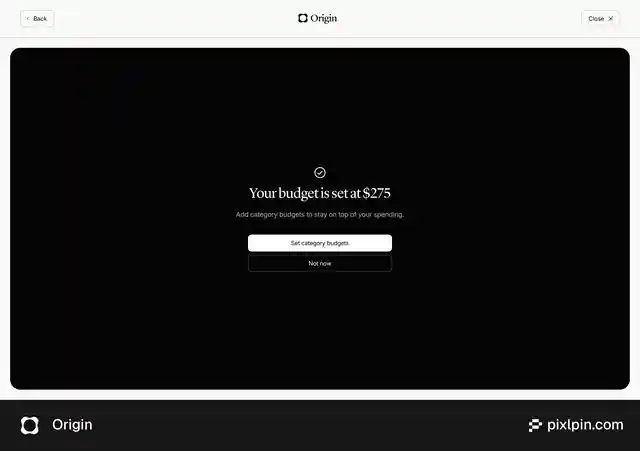 Back
Origin
Close
Your budget is set at $275
Add category budgets to stay on top of your spending.
Set category budgets
Not now
Origin
pixlpin.com